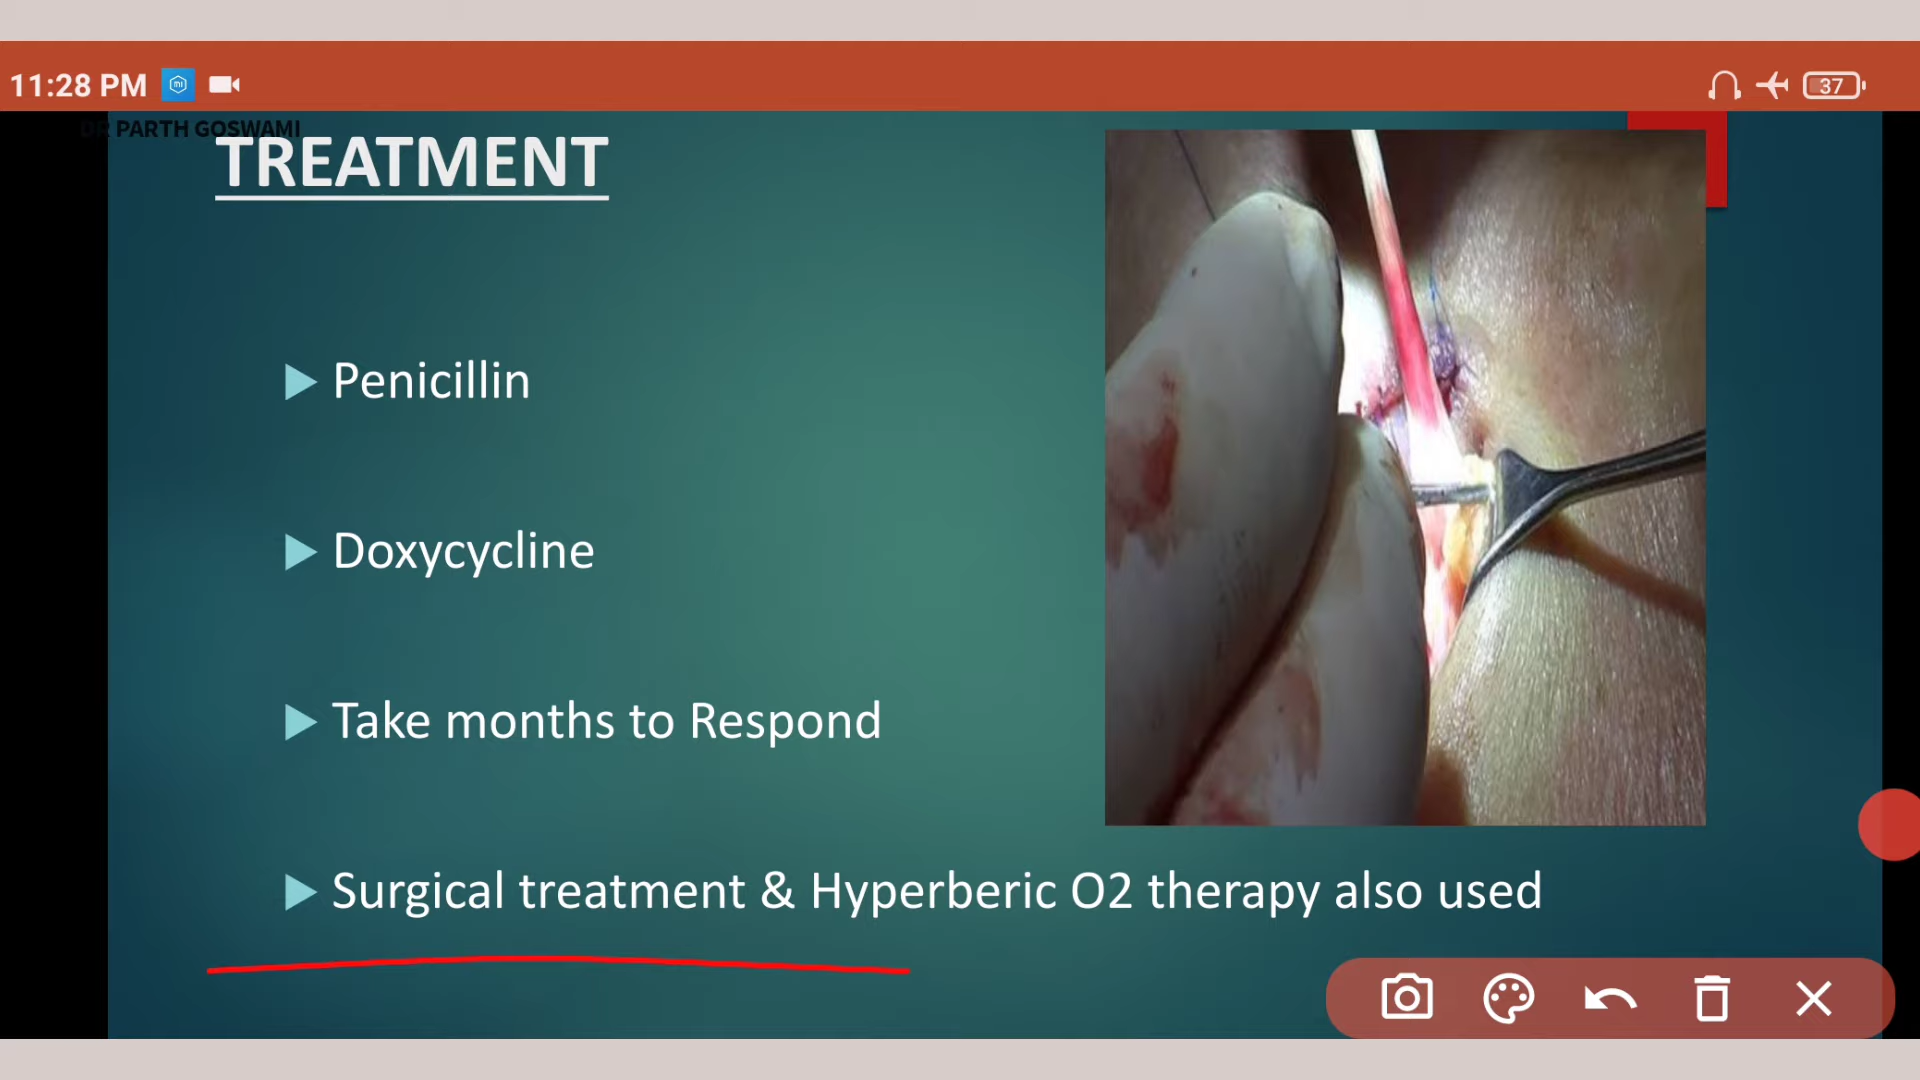 11:28 PM
37
DR PARTH GOSWAMI
TREATMENT
Penicillin
Doxycycline
Take months to Respond
Surgical treatment & Hyperberic O2 therapy also used